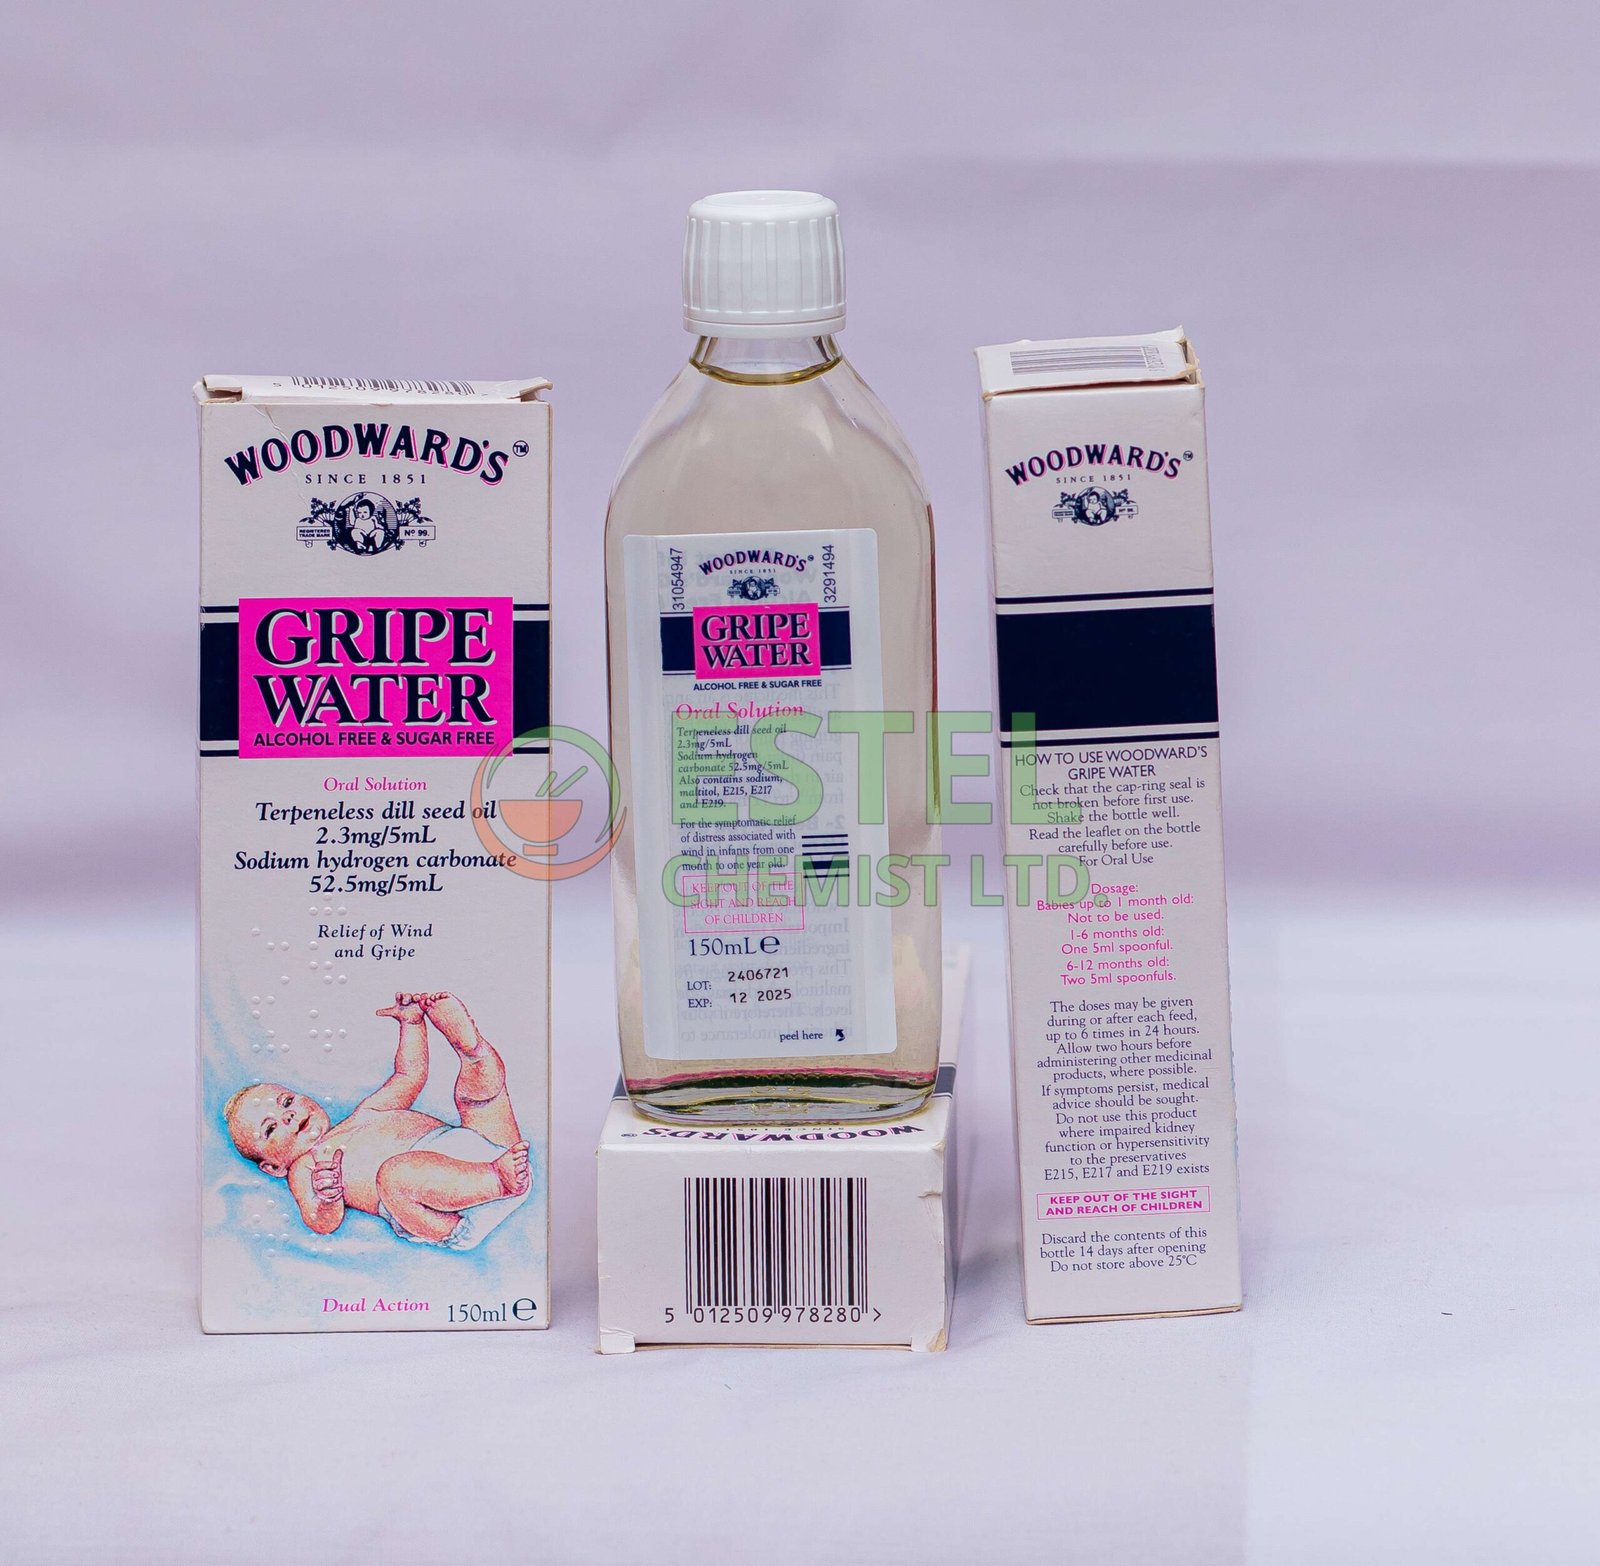 WOODWARD'S™
SINCE 1851
REGISTERED
TRADE MARK
Nº 99.
GRIPE
WATER
ALCOHOL FREE & SUGAR FREE
Oral Solution
Terpeneless dill seed oil
2.3mg/5mL
Sodium hydrogen carbonate
52.5mg/5mL
Relief of Wind
and Gripe
Dual Action
150ml ℮
31054947
3291494
WOODWARD'S™
SINCE 1851
GRIPE
WATER
ALCOHOL FREE & SUGAR FREE
Oral Solution
Terpeneless dill seed oil
2.3mg/5mL
Sodium hydrogen
carbonate 52.5mg/5mL
Also contains sodium,
maltitol, E215, E217
and E219.
For the symptomatic relief
of distress associated with
wind in infants from one
month to one year old.
KEEP OUT OF THE
SIGHT AND REACH
OF CHILDREN
150mL ℮
LOT: 2406721
EXP: 12 2025
peel here
WOODWARD'S™
SINCE 1851
5 012509 978280 >
WOODWARD'S™
SINCE 1851
HOW TO USE WOODWARD'S
GRIPE WATER
Check that the cap-ring seal is
not broken before first use.
Shake the bottle well.
Read the leaflet on the bottle
carefully before use.
For Oral Use
Dosage:
Babies up to 1 month old:
Not to be used.
1-6 months old:
One 5ml spoonful.
6-12 months old:
Two 5ml spoonfuls.
The doses may be given
during or after each feed,
up to 6 times in 24 hours.
Allow two hours before
administering other medicinal
products, where possible.
If symptoms persist, medical
advice should be sought.
Do not use this product
where impaired kidney
function or hypersensitivity
to the preservatives
E215, E217 and E219 exists
KEEP OUT OF THE SIGHT
AND REACH OF CHILDREN
Discard the contents of this
bottle 14 days after opening
Do not store above 25°C
ESTEL
CHEMIST LTD.